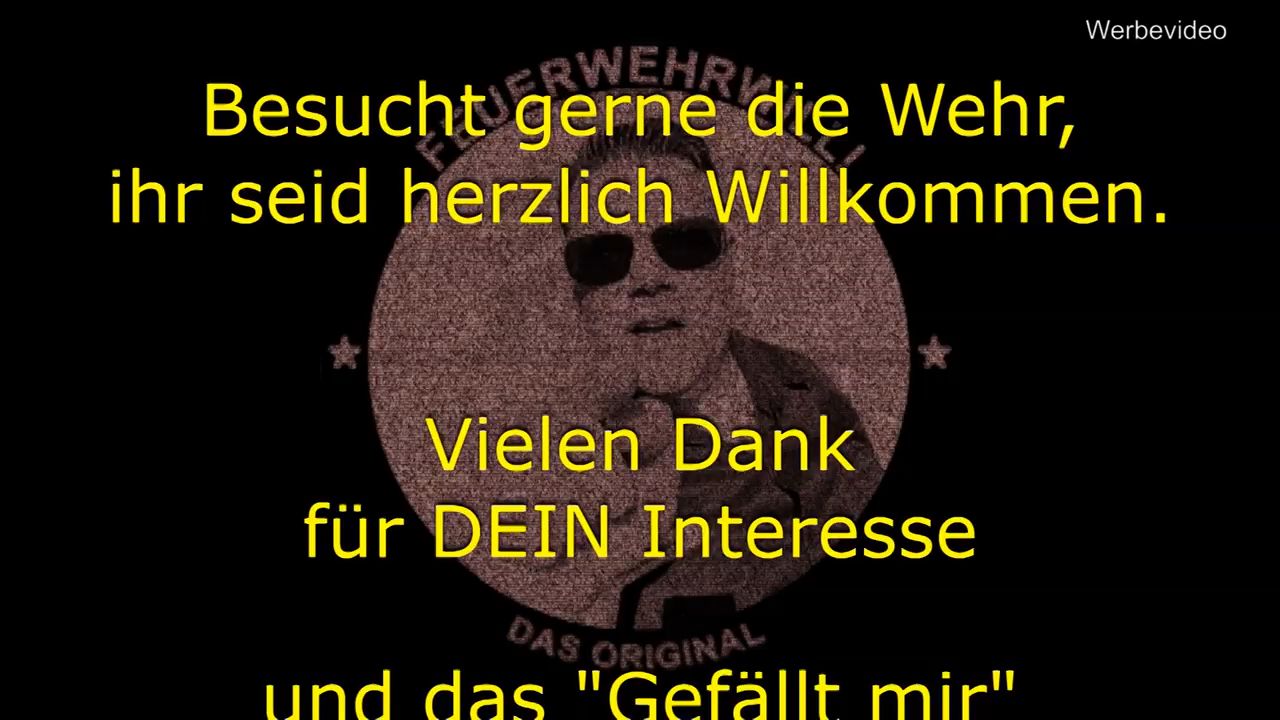 Werbevideo
FEUERWEHRWILLI
Besucht gerne die Wehr,
ihr seid herzlich Willkommen.
Vielen Dank
für DEIN Interesse
DAS ORIGINAL
und das "Gefällt mir"